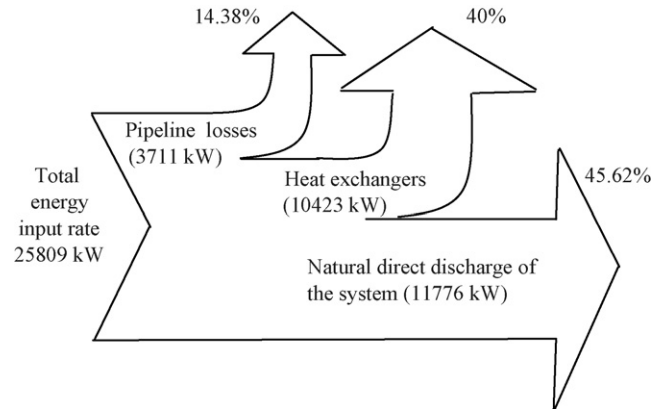 14.38%
40%
Pipeline losses
(3711 kW)
Total
energy
input rate
25809 kW
Heat exchangers
(10423 kW)
45.62%
Natural direct discharge of
the system (11776 kW)